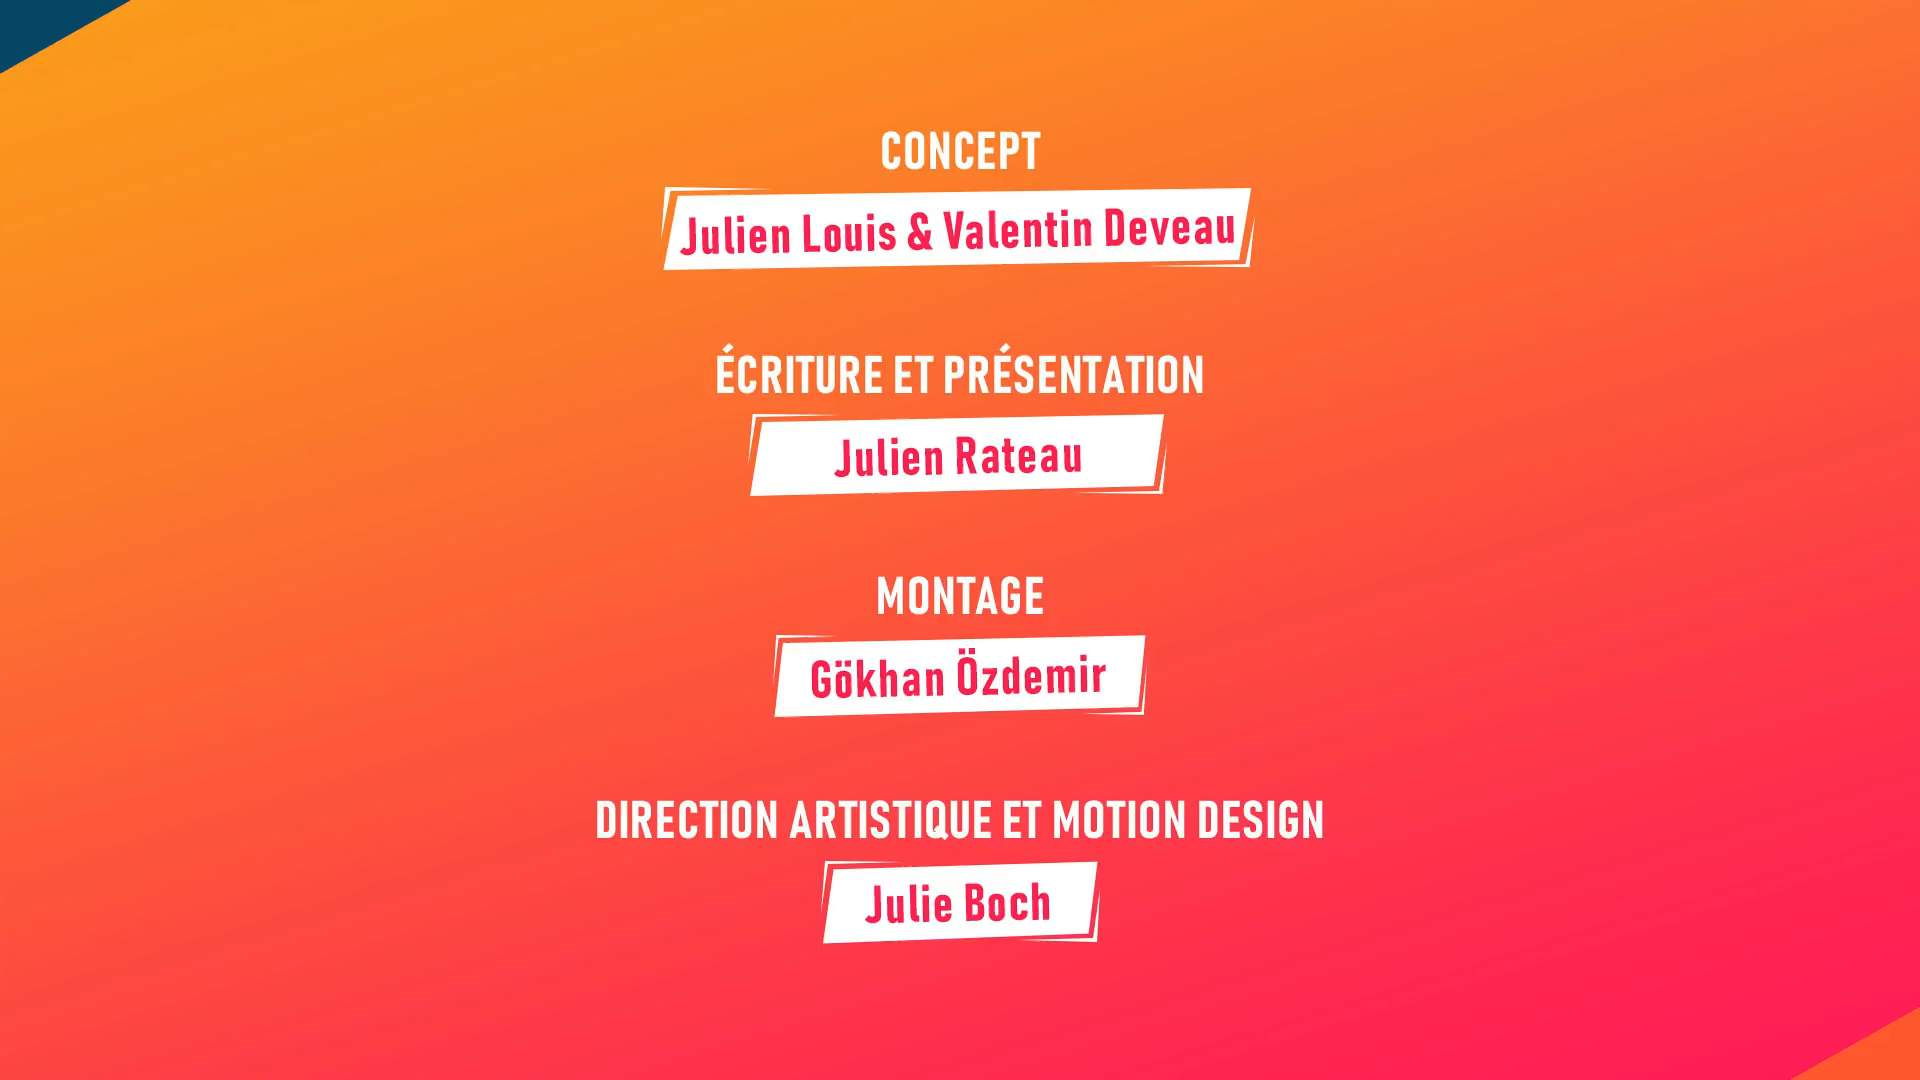 CONCEPT
Julien Louis & Valentin Deveau
ÉCRITURE ET PRÉSENTATION
Julien Rateau
MONTAGE
Gökhan Özdemir
DIRECTION ARTISTIQUE ET MOTION DESIGN
Julie Boch